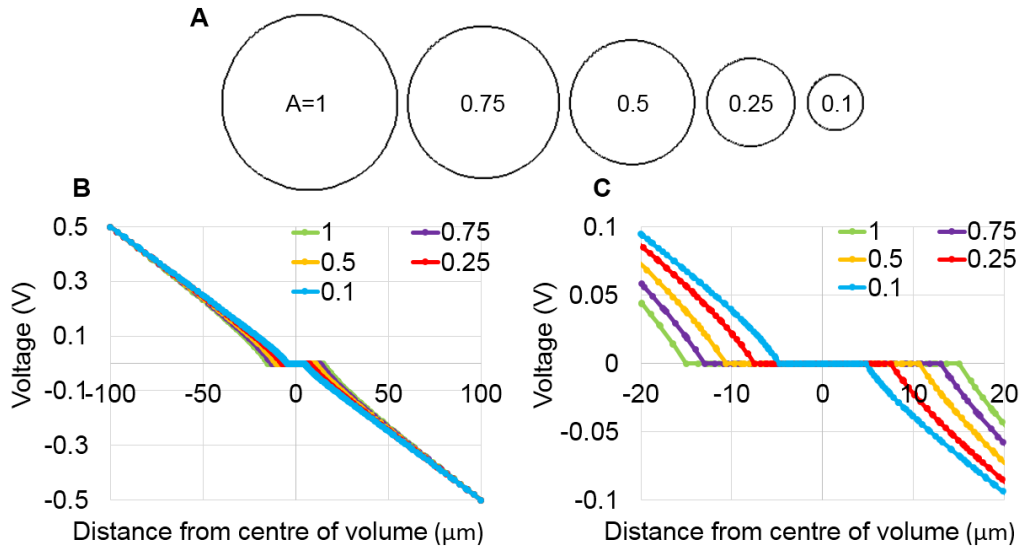 A
A=1 0.75 0.5 0.25 0.1
B
C
0.5
0.3
0.1
-0.1
-0.3
-0.5
Voltage (V)
-100 -50 0 50 100
Distance from centre of volume (μm)
1 0.75
0.5 0.25
0.1
0.1
0.05
0
-0.05
-0.1
Voltage (V)
-20 -10 0 10 20
Distance from centre of volume (μm)
1 0.75
0.5 0.25
0.1